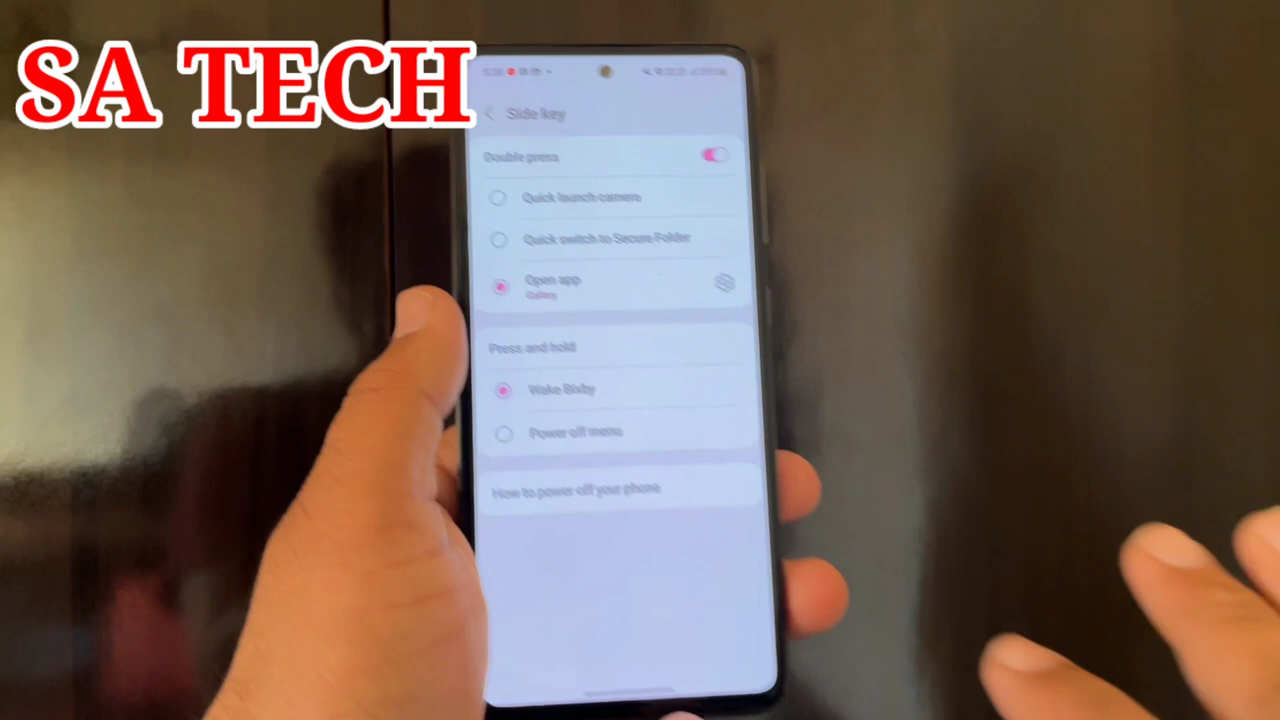 SA TECH
Side key
Double press
Quick launch camera
Quick switch to Secure Folder
Open app
Gallery
Press and hold
Wake Bixby
Power off menu
How to power off your phone